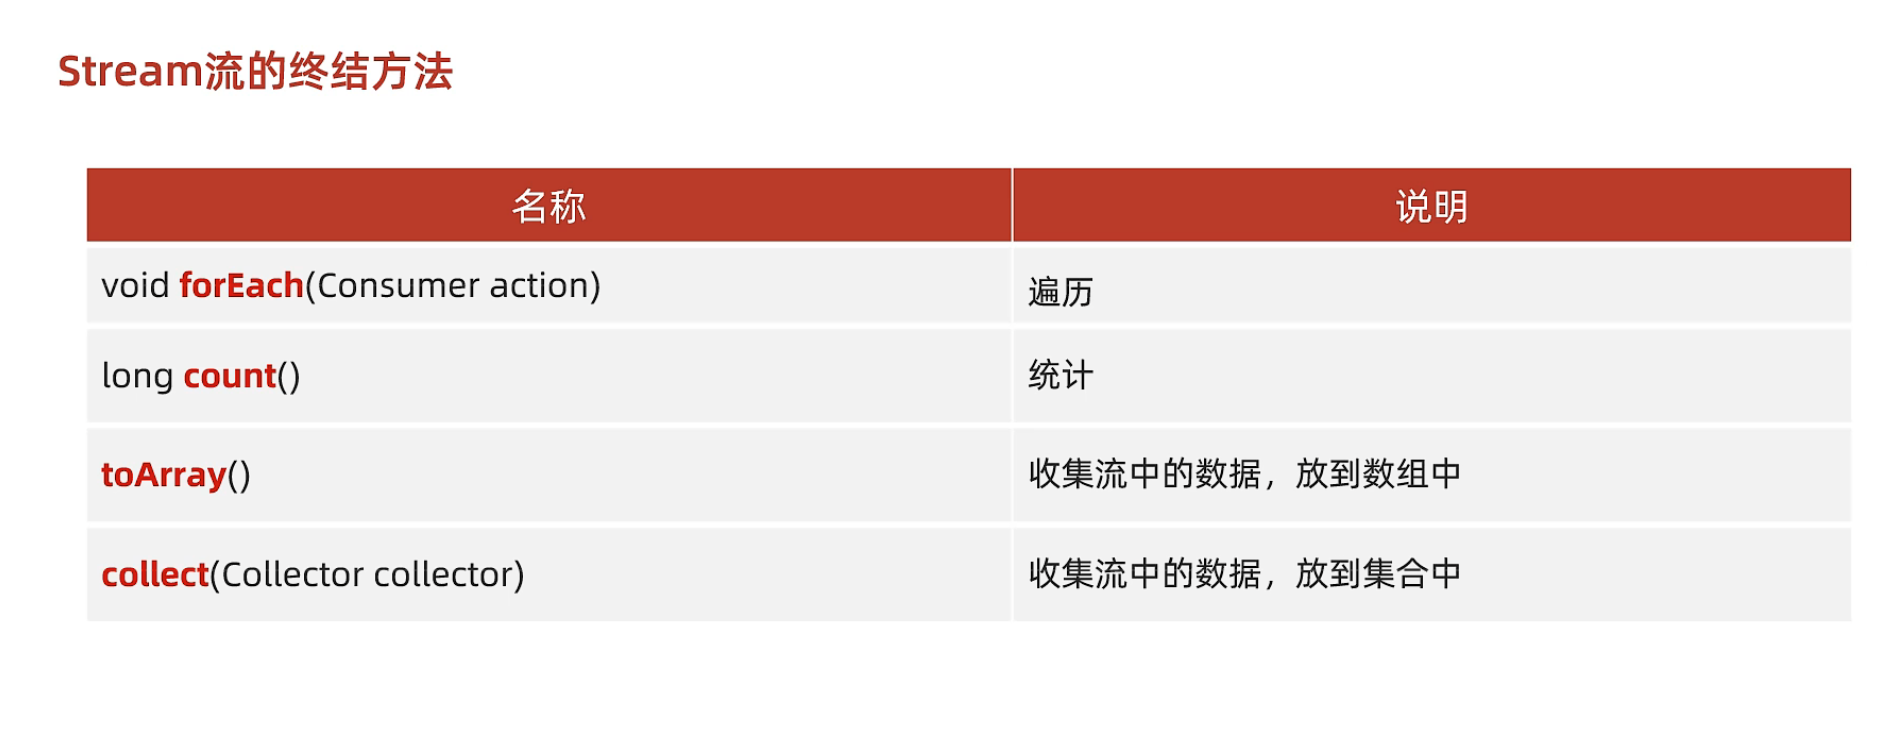 Stream流的终结方法
名称 说明
void forEach(Consumer action) 遍历
long count() 统计
toArray() 收集流中的数据，放到数组中
collect(Collector collector) 收集流中的数据，放到集合中